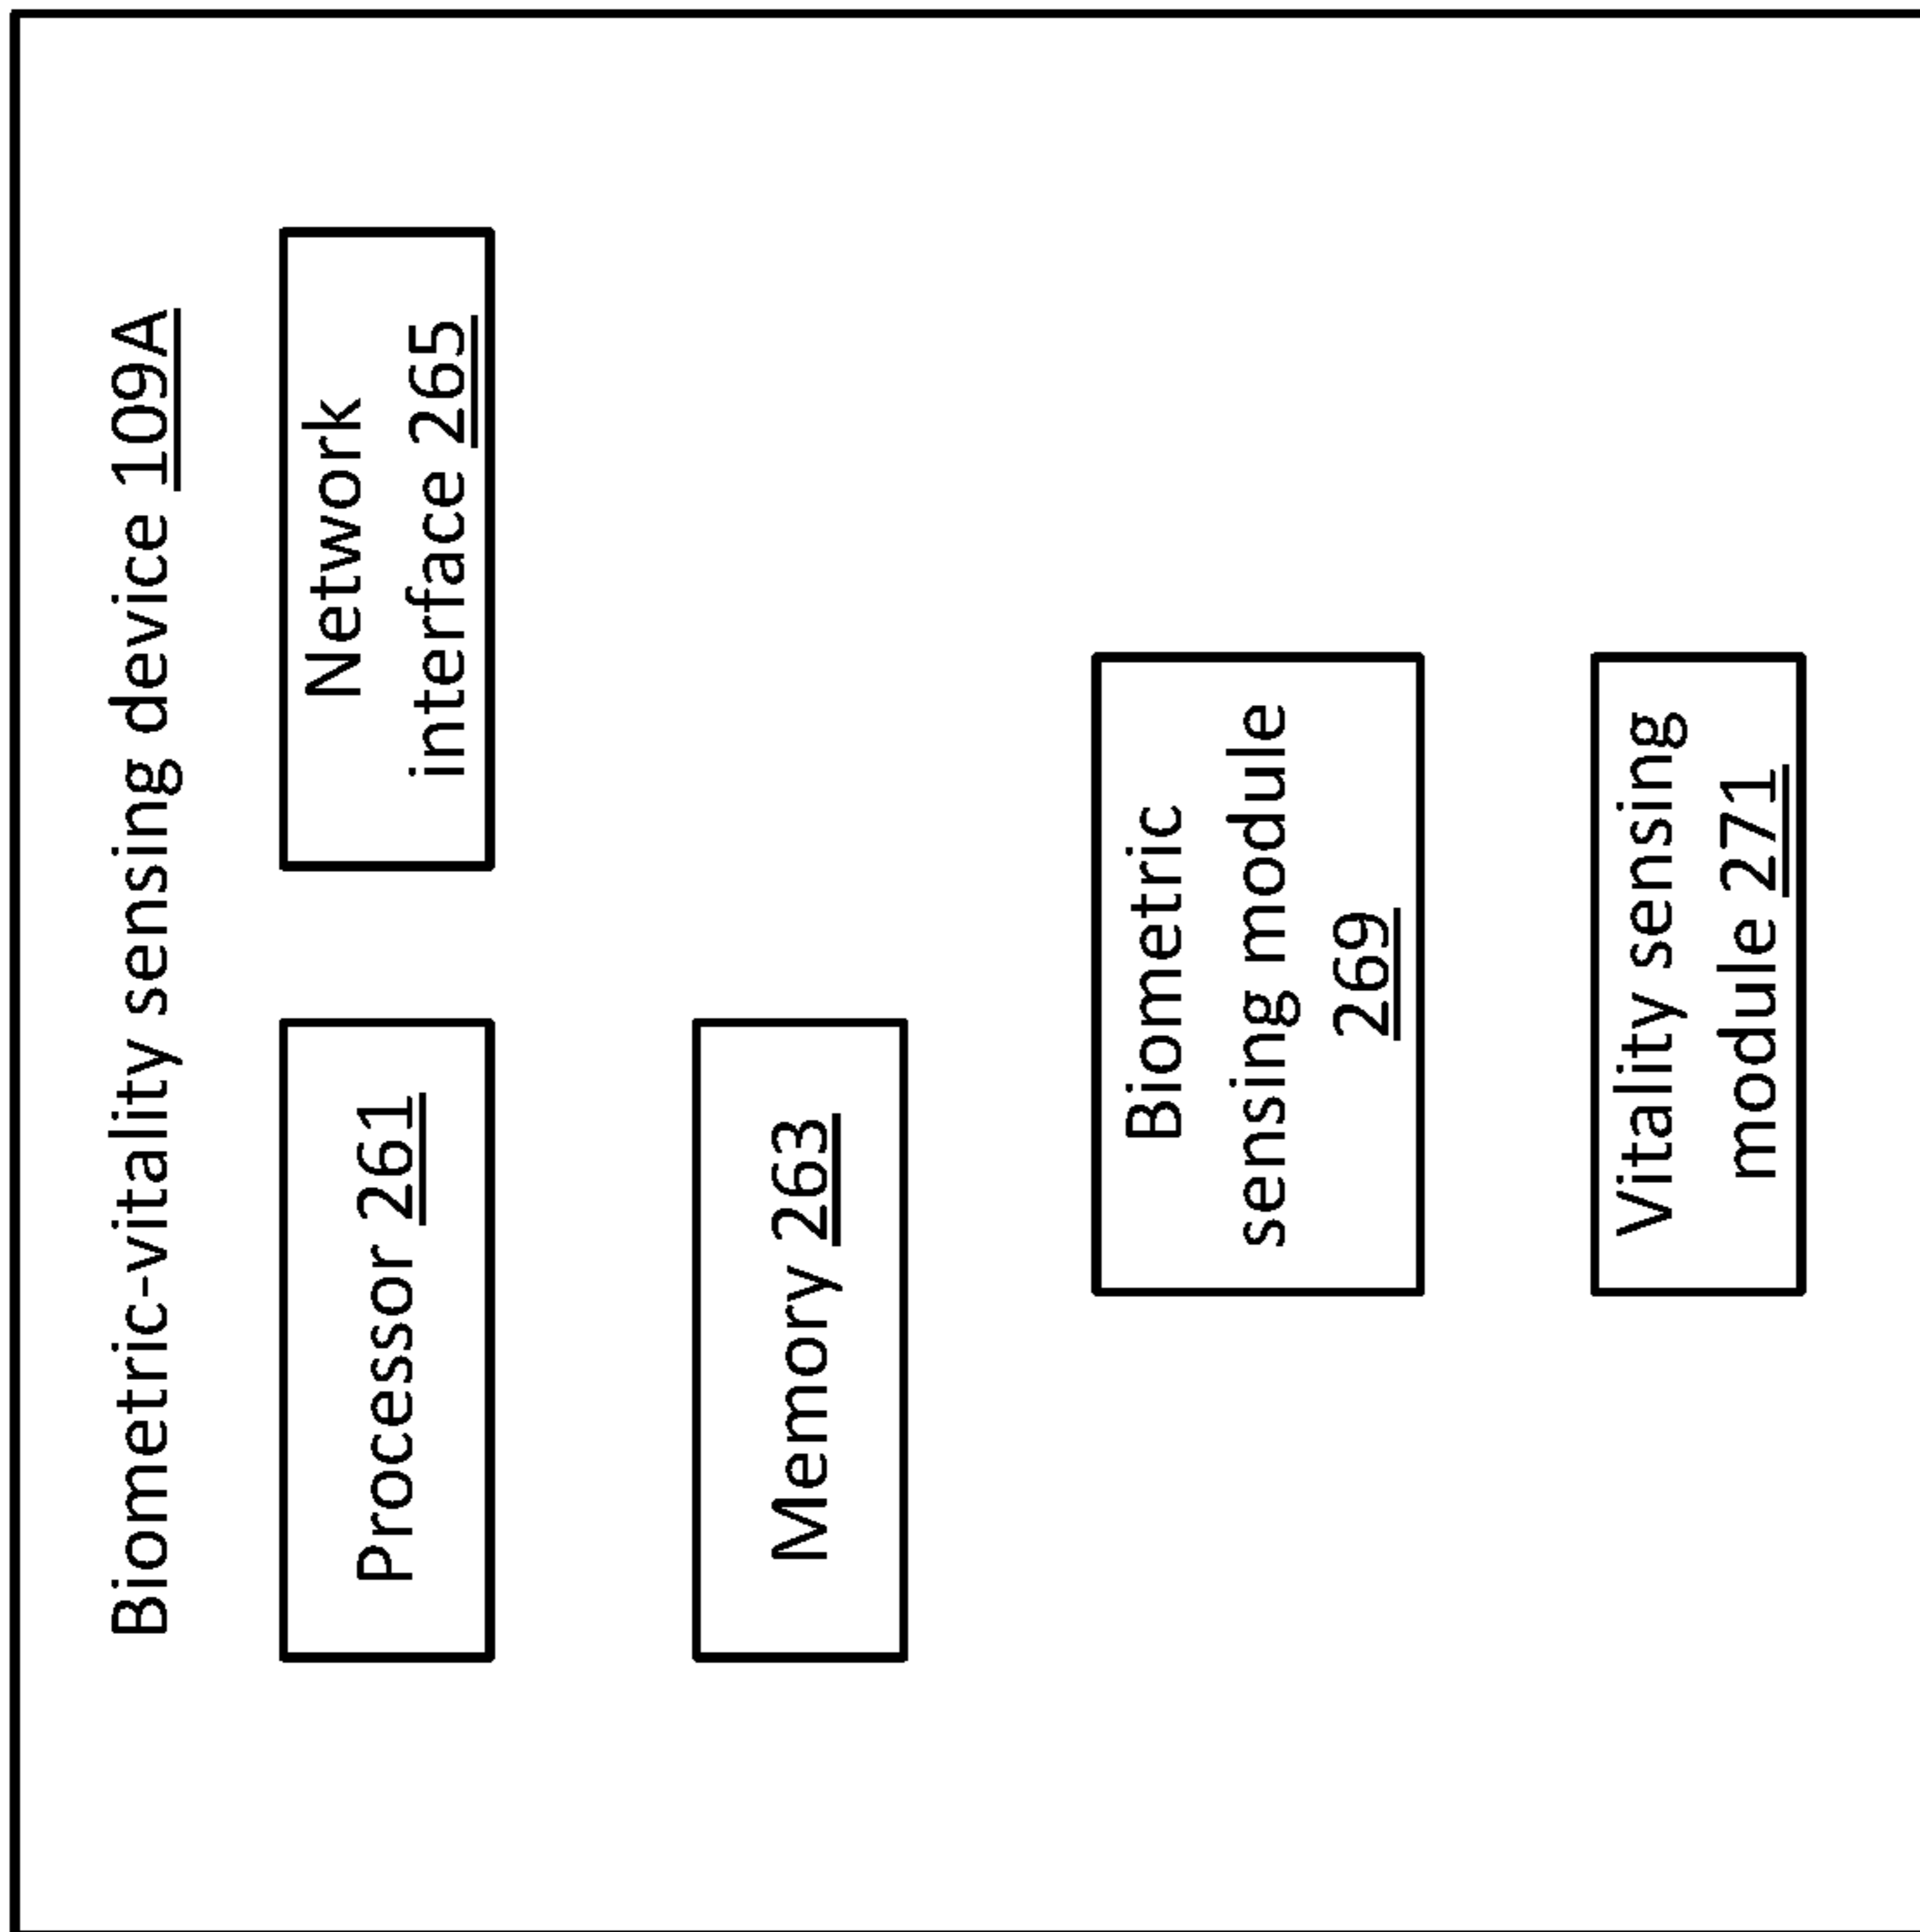 Biometric-vitality sensing device 109A
Processor 261
Network
interface 265
Memory 263
Biometric
sensing module
269
Vitality sensing
module 271